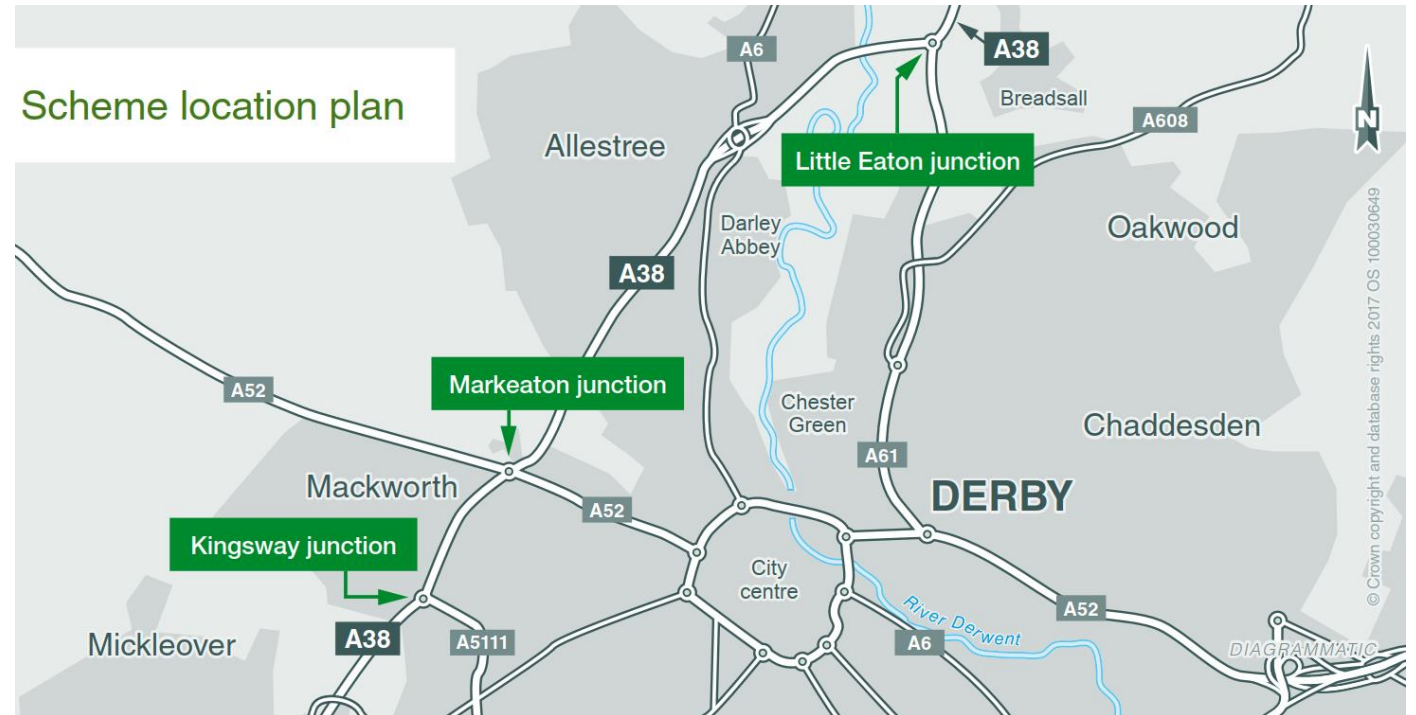 Scheme location plan
A6
A38
Breadsall
A608
Allestree
Little Eaton junction
Darley
Abbey
Oakwood
A38
Markeaton junction
A52
Chester
Green
Chaddesden
A61
Mackworth
A52
DERBY
Kingsway junction
City
centre
River Derwent
A52
Mickleover
A38
A5111
A6
DIAGRAMMATIC
N
© Crown copyright and database rights 2017 OS 100030649